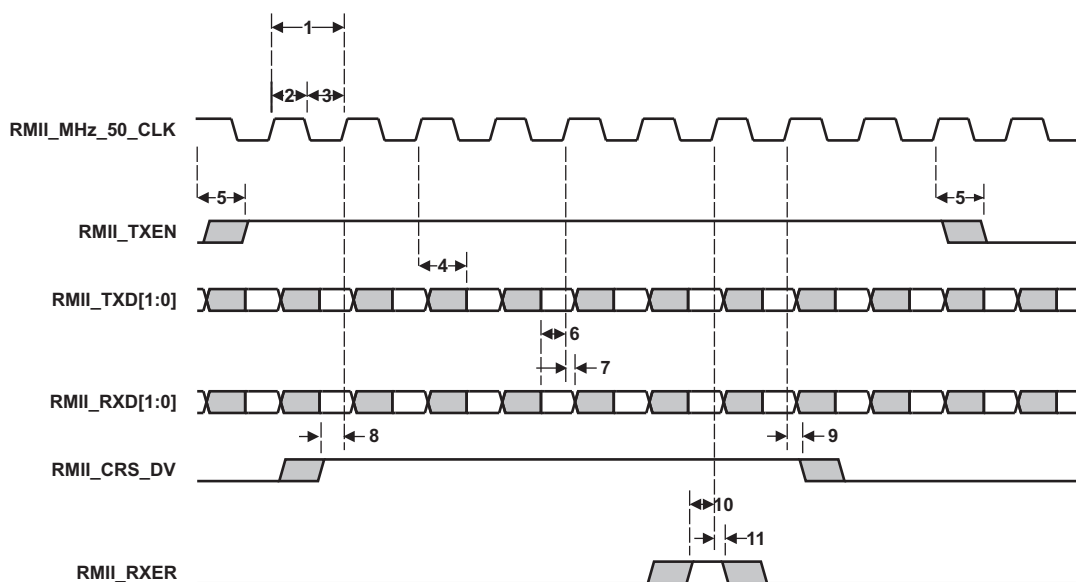 1
2
3
RMII_MHz_50_CLK
5
5
RMII_TXEN
4
RMII_TXD[1:0]
6
7
RMII_RXD[1:0]
8
9
RMII_CRS_DV
10
11
RMII_RXER